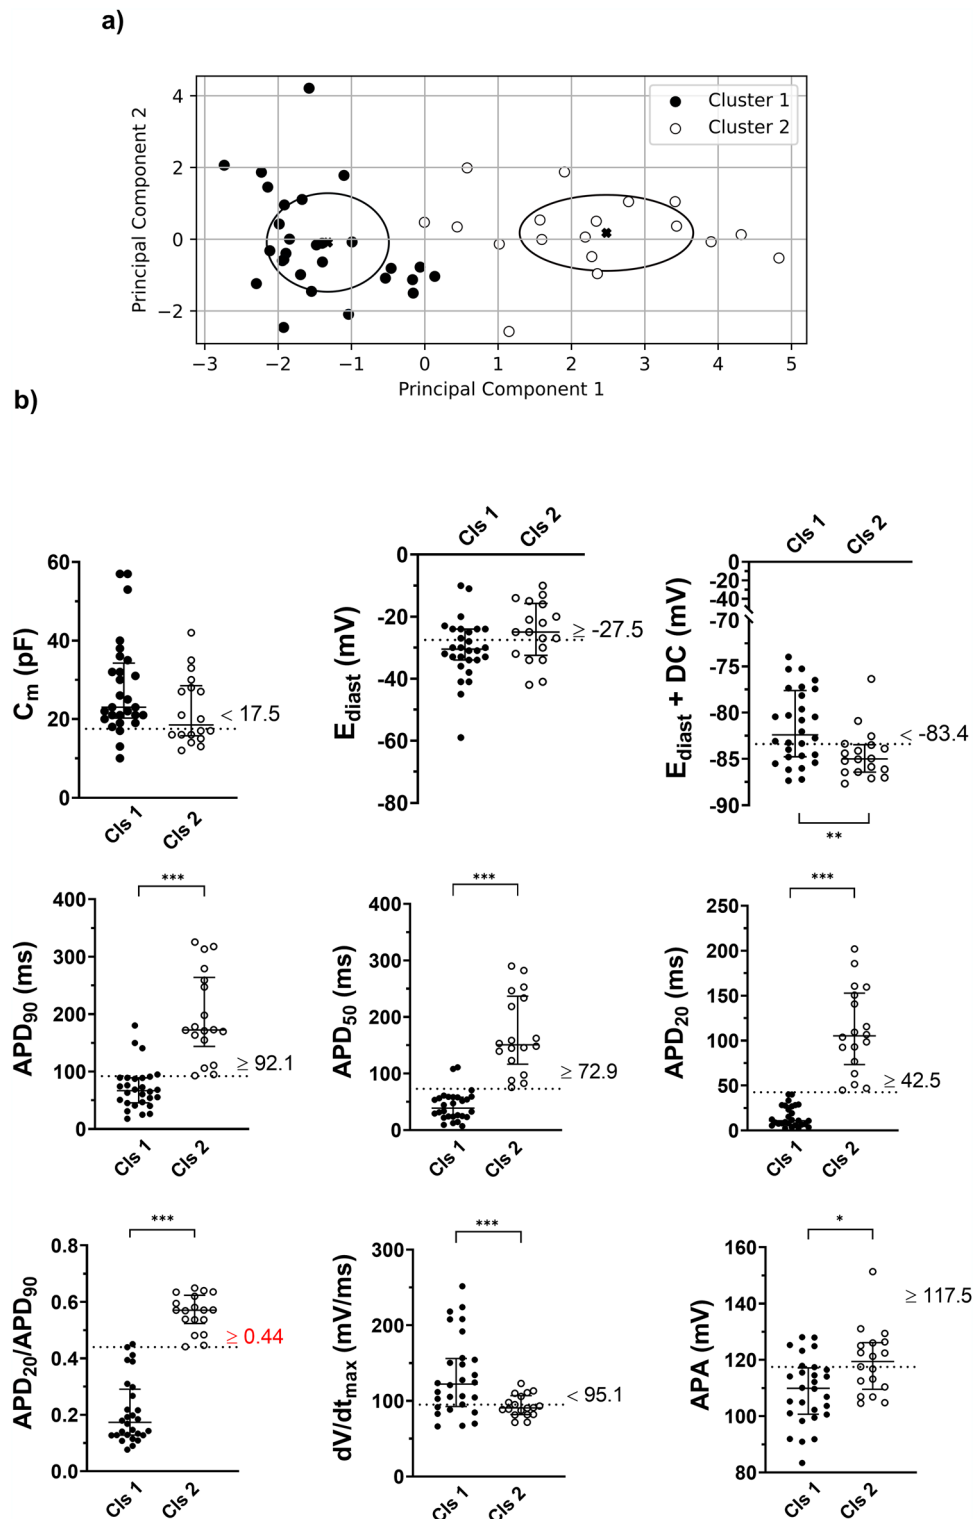 a)
Principal Component 2
4
2
0
−2
Cluster 1
Cluster 2
−3 −2 −1 0 1 2 3 4 5
Principal Component 1
b)
Cm (pF)
60
40
20
0
< 17.5
Cls 1 Cls 2
Cls 1 Cls 2
Ediast (mV)
0
-20
-40
-60
-80
≥ -27.5
Cls 1 Cls 2
Ediast + DC (mV)
0
-20
-40
-70
-75
-80
-85
-90
< -83.4
**
APD90 (ms)
400
300
200
100
0
***
≥ 92.1
Cls 1 Cls 2
APD50 (ms)
400
300
200
100
0
***
≥ 72.9
Cls 1 Cls 2
APD20 (ms)
250
200
150
100
50
0
***
≥ 42.5
Cls 1 Cls 2
APD20/APD90
0.8
0.6
0.4
0.2
0.0
***
≥ 0.44
Cls 1 Cls 2
dV/dtmax (mV/ms)
300
200
100
0
***
< 95.1
Cls 1 Cls 2
APA (mV)
160
140
120
100
80
*
≥ 117.5
Cls 1 Cls 2